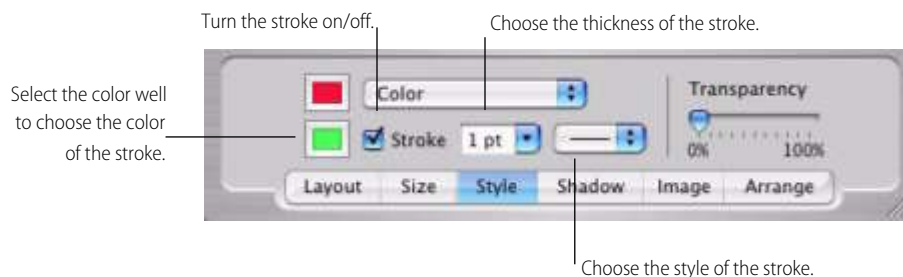 Turn the stroke on/off.
Choose the thickness of the stroke.
Select the color well
to choose the color
of the stroke.
Color
Transparency
Stroke 1 pt
0% 100%
Layout Size Style Shadow Image Arrange
Choose the style of the stroke.